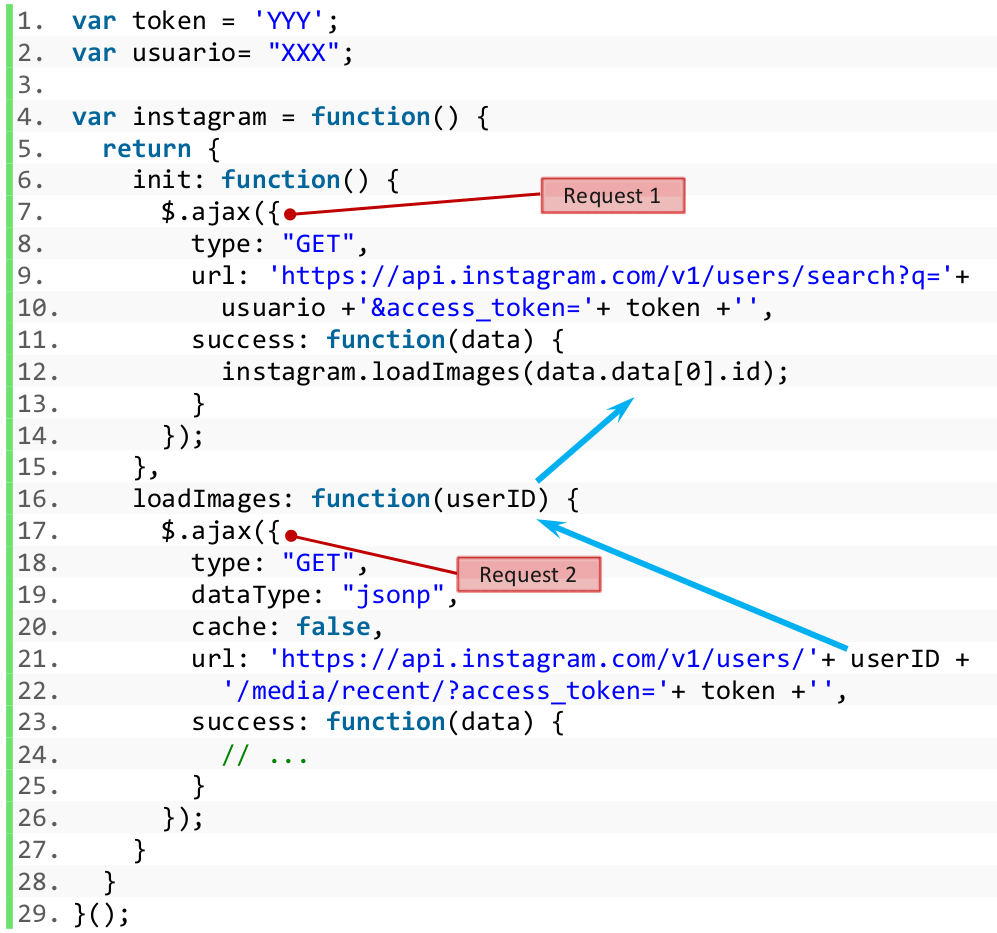 1. var token = 'YYY';
2. var usuario= "XXX";
3.
4. var instagram = function() {
5.   return {
6.     init: function() {
Request 1
7.       $.ajax({
8.         type: "GET",
9.         url: 'https://api.instagram.com/v1/users/search?q='+
10.           usuario +'&access_token='+ token +'',
11.         success: function(data) {
12.           instagram.loadImages(data.data[0].id);
13.         }
14.       });
15.     },
16.     loadImages: function(userID) {
17.       $.ajax({
18.         type: "GET",
Request 2
19.         dataType: "jsonp",
20.         cache: false,
21.         url: 'https://api.instagram.com/v1/users/'+ userID +
22.           '/media/recent/?access_token='+ token +'',
23.         success: function(data) {
24.           // ...
25.         }
26.       });
27.     }
28.   }
29. }();